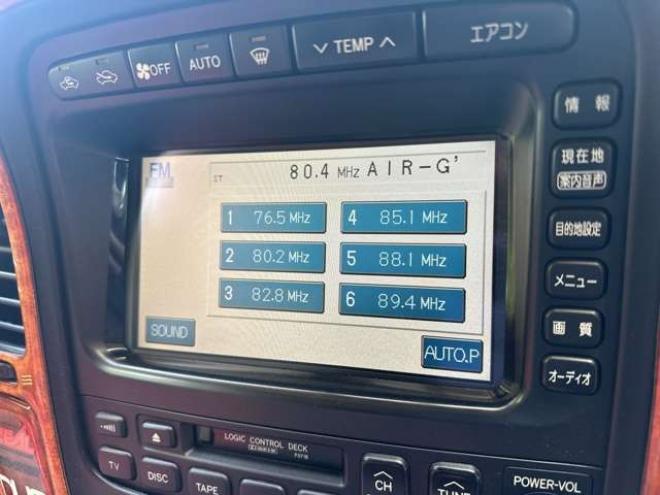 OFF
AUTO
TEMP
エアコン
情報
現在地
案内音声
目的地設定
メニュー
画質
オーディオ
FM
ST 80.4 MHz AIR-G'
1 76.5 MHz
4 85.1 MHz
2 80.2 MHz
5 88.1 MHz
3 82.8 MHz
6 89.4 MHz
SOUND
AUTO.P
LOGIC CONTROL DECK
TV
DISC
TAPE
CH
TUNE
POWER-VOL